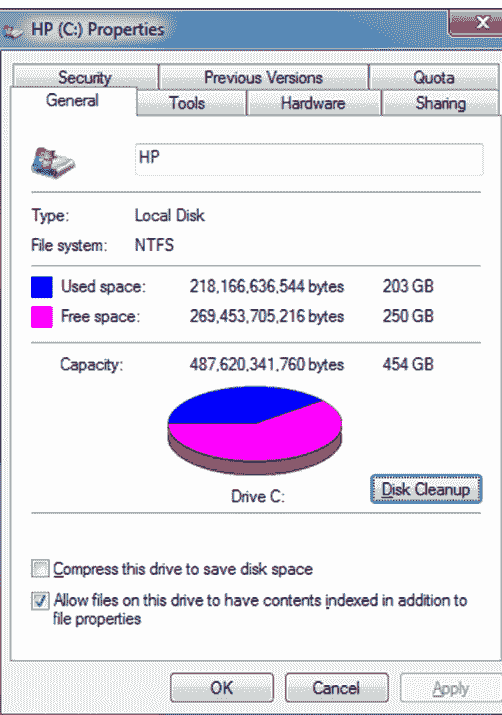 HP (C:) Properties
Security Previous Versions Quota
General Tools Hardware Sharing
HP
Type: Local Disk
File system: NTFS
Used space: 218,166,636,544 bytes 203 GB
Free space: 269,453,705,216 bytes 250 GB
Capacity: 487,620,341,760 bytes 454 GB
Drive C:
Disk Cleanup
Compress this drive to save disk space
Allow files on this drive to have contents indexed in addition to
file properties
OK Cancel Apply